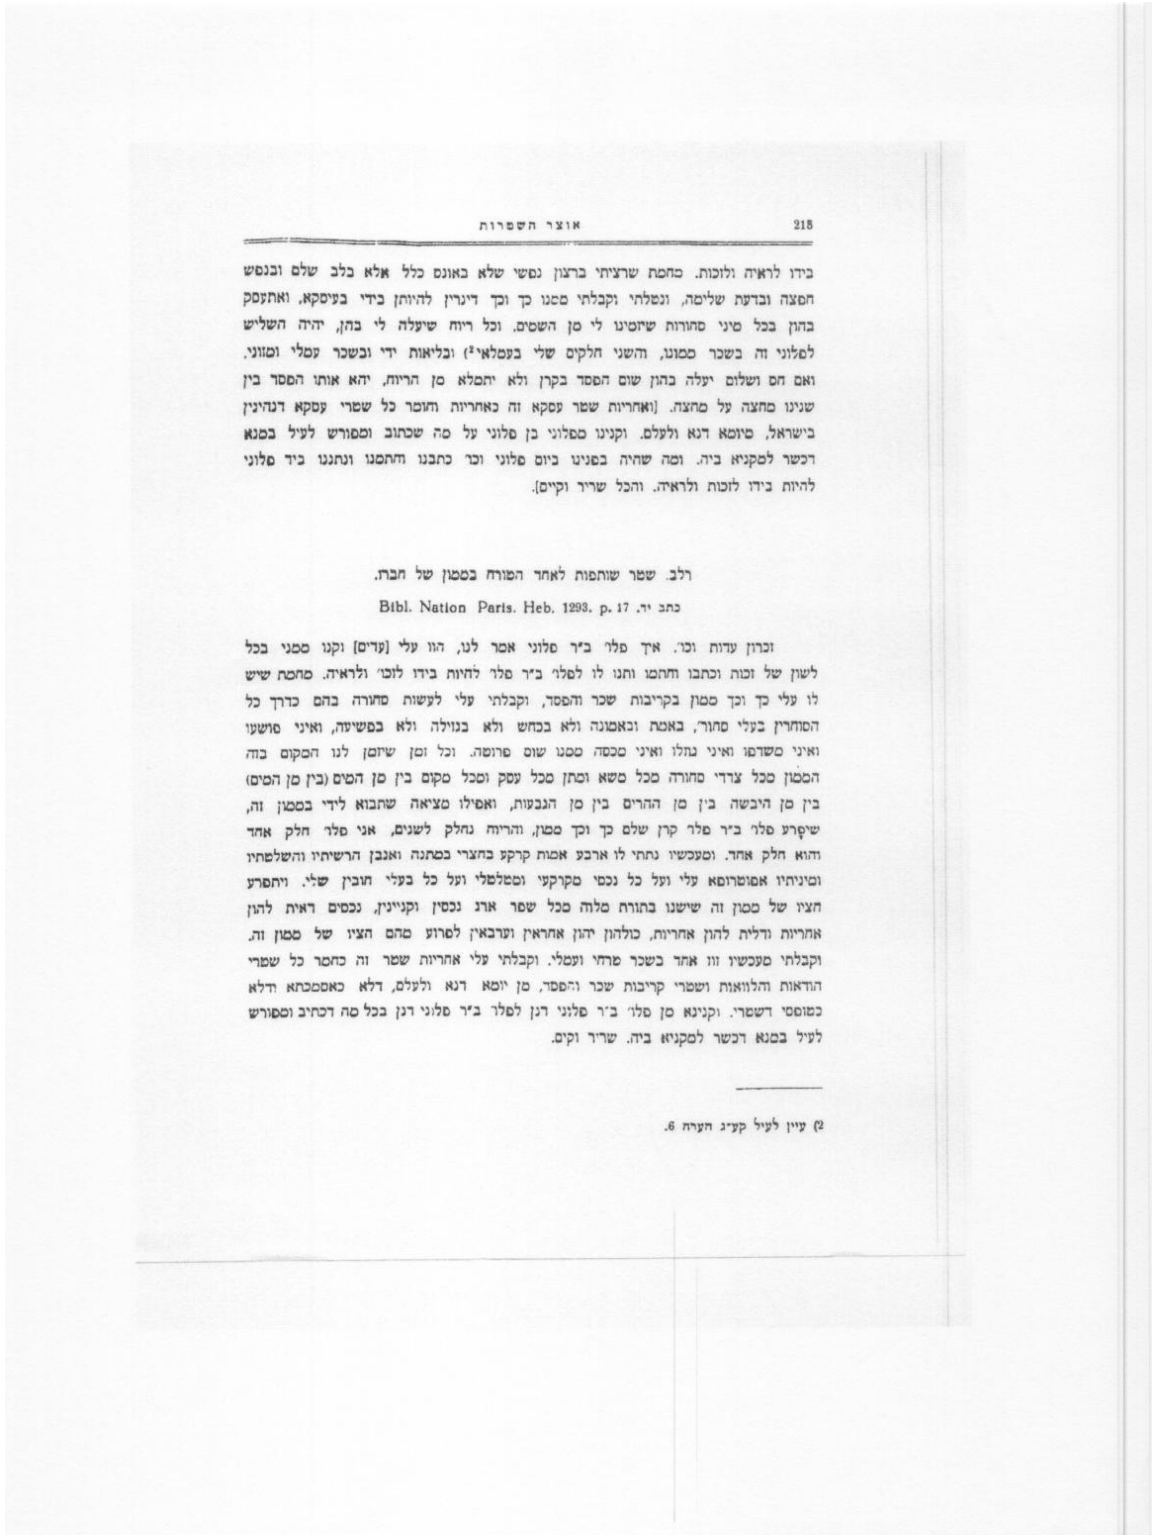 218
אוצר השטרות
בידו לראיה ולזכות. מחמת שרציתי ברצון נפשי שלא באונס כלל אלא בלב שלם ובנפש
חפצה ובדעת שלימה, ונטלתי וקבלתי ממנו כך וכך דינרין להיותן בידי בעיסקא, ואתעסק
בהון בכל מיני סחורות שיזמינו לי מן השמים. וכל ריוח שיעלה לי בהן, יהיה השליש
לפלוני זה בשכר ממונו, והשני חלקים שלי בעמלאי²) ובליאות ידי ובשכר עמלי ומזוני.
ואם חס ושלום יעלה בהון שום הפסד בקרן ולא יתמלא מן הריוח, יהא אותו הפסד בין
שנינו מחצה על מחצה. [ואחריות שטר עסקא זה כאחריות וחומר כל שטרי עסקא דנהיגין
בישראל, מיומא דנא ולעלם. וקנינו מפלוני בן פלוני על מה שכתוב ומפורש לעיל במנא
דכשר למקניא ביה. ומה שהיה בפנינו ביום פלוני וכו׳ כתבנו וחתמנו ונתננו ביד פלוני
להיות בידו לזכות ולראיה. והכל שריר וקיים].
רלב. שטר שותפות לאחד הטורח בממון של חברו.
כתב יד. Bibl. Nation Paris. Heb. 1293. p. 17
זכרון עדות וכו׳. איך פלו׳ ב״ר פלוני אמר לנו, הוו עלי [עדים] וקנו ממני בכל
לשון של זכות וכתבו וחתמו ותנו לו לפלו׳ ב״ר פלו׳ להיות בידו לזכו׳ ולראיה. מחמת שיש
לו עלי כך וכך ממון בקריבות שכר והפסד, וקבלתי עלי לעשות סחורה בהם כדרך כל
הסוחרין בעלי סחור׳, באמת ובאמונה ולא בכחש ולא בגזילה ולא בפשיעה, ואיני פושעו
ואיני משדפו ואיני גוזלו ואיני מכסה ממנו שום פרוטה. וכל זמן שיזמן לנו המקום בזה
הממון מכל צדדי סחורה מכל משא ומתן מכל עסק ומכל מקום בין מן המים (בין מן המים)
בין מן היבשה בין מן ההרים בין מן הגבעות, ואפילו מציאה שתבוא לידי בממון זה,
שיפרע פלו׳ ב״ר פלו׳ קרן שלם כך וכך ממון, והריוח נחלק לשנים, אני פלו׳ חלק אחד
והוא חלק אחד. ומעכשיו נתתי לו ארבע אמות קרקע בחצרי במתנה ואגבן הרשיתיו והשלטתיו
ומיניתיו אפוטרופא עלי ועל כל נכסי מקרקעי ומטלטלי ועל כל בעלי חובין שלי. ויתפרע
חציו של ממון זה שישנו בתורת מלוה מכל שפר ארג נכסין וקניינין, נכסים דאית להון
אחריות ודלית להון אחריות, כולהון יהון אחראין וערבאין לפרוע מהם חציו של ממון זה.
וקבלתי מעכשיו זוז אחד בשכר טרחי ועמלי. וקבלתי עלי אחריות שטר זה כחמר כל שטרי
הודאות והלוואות ושטרי קריבות שכר והפסד, מן יומא דנא ולעלם, דלא כאסמכתא ודלא
כטופסי דשטרי. וקנינא מן פלו׳ ב״ר פלוני דנן לפלו׳ ב״ר פלוני דנן בכל מה דכתיב ומפורש
לעיל במנא דכשר למקניא ביה. שריר וקים.
2) עיין לעיל קע״ג הערה 6.